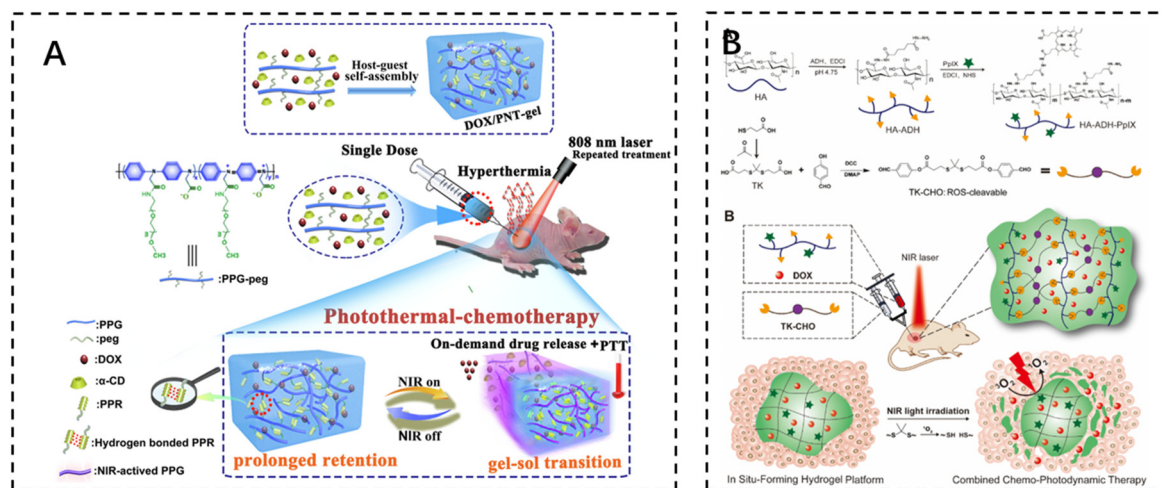 A
Host-guest
self-assembly
DOX/PNT-gel
Single Dose
808 nm laser
Repeated treatment
Hyperthermia
CH3
CH3
:PPG-peg
Photothermal-chemotherapy
:PPG
:peg
:DOX
:α-CD
:PPR
:Hydrogen bonded PPR
:NIR-actived PPG
On-demand drug release +PTT
NIR on
NIR off
prolonged retention
gel-sol transition
B
HA
ADH, EDCI
pH 4.75
HA-ADH
PpIX
EDCI, NHS
HA-ADH-PpIX
TK
DCC
DMAP
TK-CHO: ROS-cleavable
B
DOX
TK-CHO
NIR laser
NIR light irradiation
In Situ-Forming Hydrogel Platform
Combined Chemo-Photodynamic Therapy